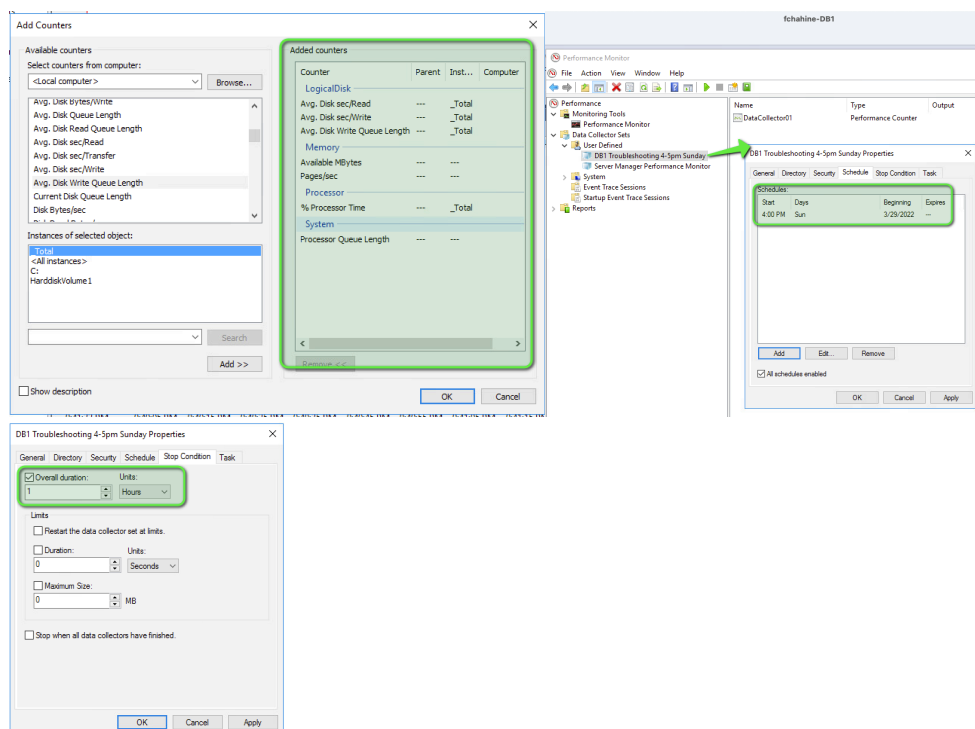 Add Counters
Available counters
Select counters from computer:
<Local computer>
Browse...
Avg. Disk Bytes/Write
Avg. Disk Queue Length
Avg. Disk Read Queue Length
Avg. Disk sec/Read
Avg. Disk sec/Transfer
Avg. Disk sec/Write
Avg. Disk Write Queue Length
Current Disk Queue Length
Disk Bytes/sec
Instances of selected object:
_Total
<All instances>
C:
HarddiskVolume1
Search
Add >>
Show description
Added counters
Counter Parent Inst... Computer
LogicalDisk
Avg. Disk sec/Read --- _Total
Avg. Disk sec/Write --- _Total
Avg. Disk Write Queue Length --- _Total
Memory
Available MBytes --- ---
Pages/sec --- ---
Processor
% Processor Time --- _Total
System
Processor Queue Length --- ---
Remove <<
OK Cancel
fchahine-DB1
Performance Monitor
File Action View Window Help
Performance
Monitoring Tools
Performance Monitor
Data Collector Sets
User Defined
DB1 Troubleshooting 4-5pm Sunday
Server Manager Performance Monitor
System
Event Trace Sessions
Startup Event Trace Sessions
Reports
Name Type Output
DataCollector01 Performance Counter
DB1 Troubleshooting 4-5pm Sunday Properties
General Directory Security Schedule Stop Condition Task
Schedules:
Start Days Beginning Expires
4:00 PM Sun 3/29/2022 ---
Add Edit... Remove
All schedules enabled
OK Cancel Apply
DB1 Troubleshooting 4-5pm Sunday Properties
General Directory Security Schedule Stop Condition Task
Overall duration: Units:
1 Hours
Limits
Restart the data collector set at limits.
Duration: Units:
0 Seconds
Maximum Size:
0 MB
Stop when all data collectors have finished.
OK Cancel Apply